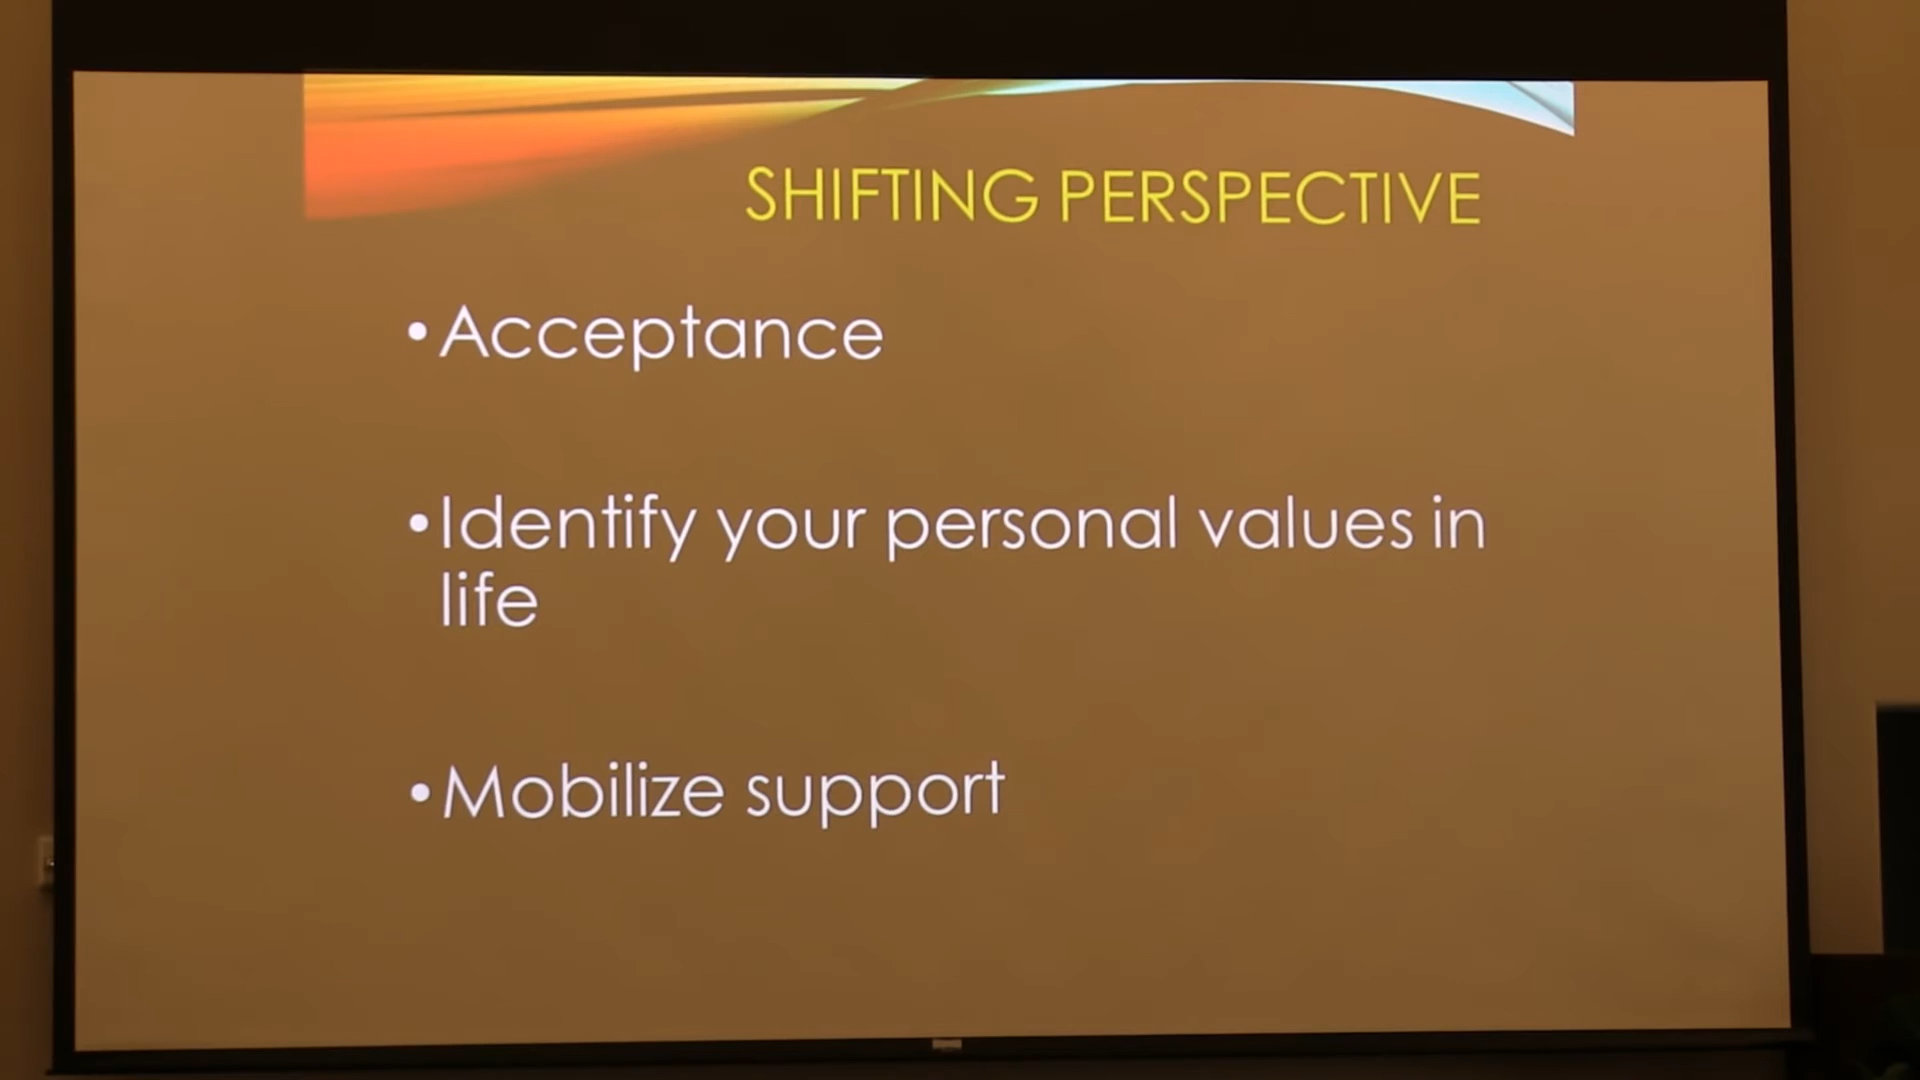 SHIFTING PERSPECTIVE
• Acceptance
• Identify your personal values in
life
• Mobilize support